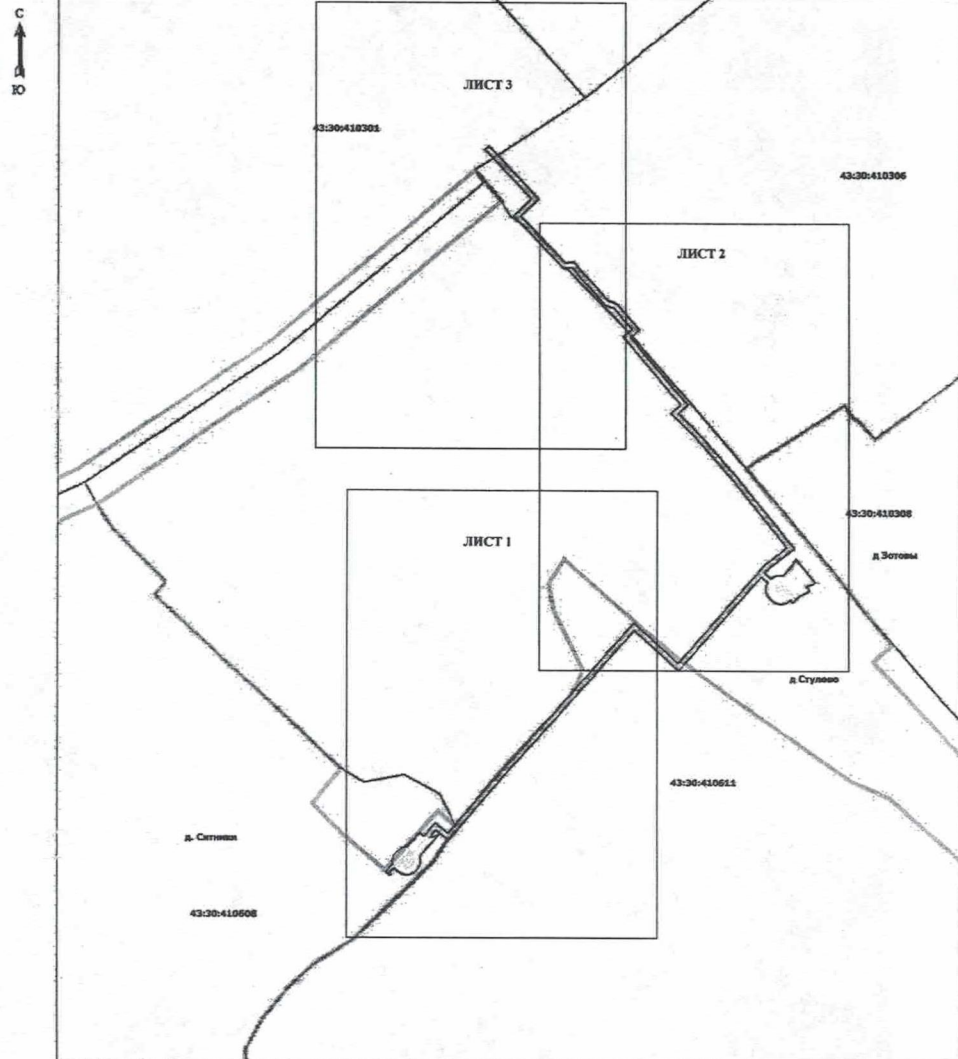 С
Ю
ЛИСТ 3
43:30:410301
43:30:410306
ЛИСТ 2
43:30:410308
д Зотовы
ЛИСТ 1
д Стулово
43:30:410611
д. Ситники
43:30:410608